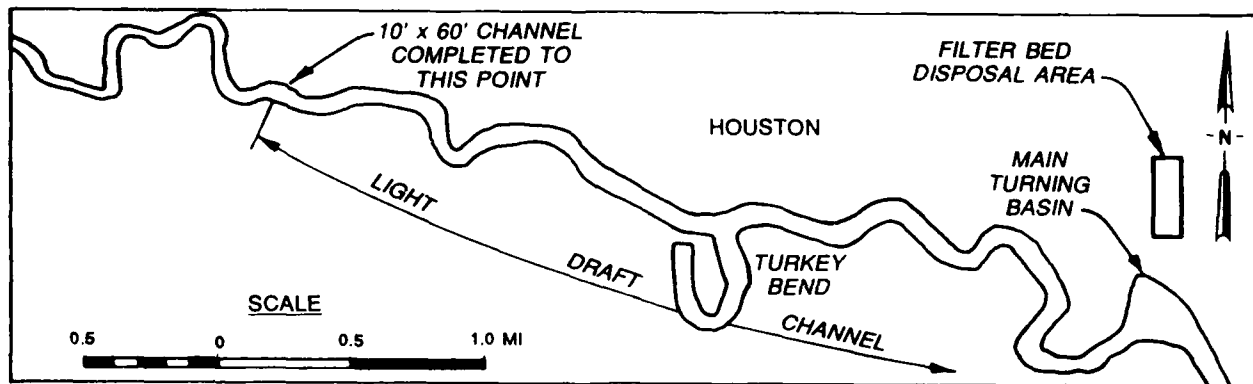 10' x 60' CHANNEL
COMPLETED TO
THIS POINT
FILTER BED
DISPOSAL AREA
HOUSTON
-N-
MAIN
TURNING
BASIN
LIGHT
DRAFT
CHANNEL
TURKEY
BEND
SCALE
0.5 0 0.5 1.0 MI